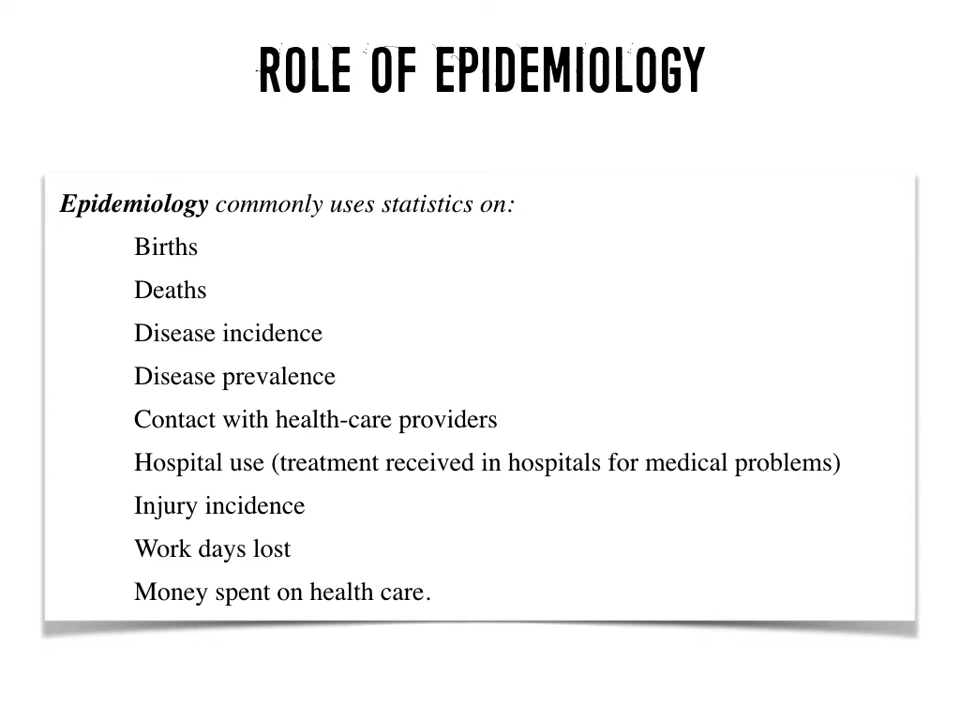 ROLE OF EPIDEMIOLOGY
Epidemiology commonly uses statistics on:
Births
Deaths
Disease incidence
Disease prevalence
Contact with health-care providers
Hospital use (treatment received in hospitals for medical problems)
Injury incidence
Work days lost
Money spent on health care.